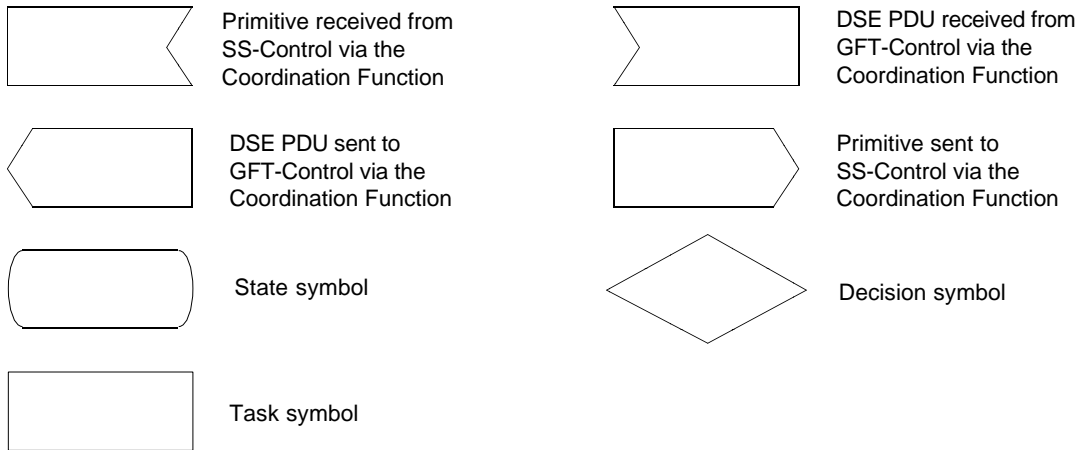 Primitive received from
SS-Control via the
Coordination Function
DSE PDU received from
GFT-Control via the
Coordination Function
DSE PDU sent to
GFT-Control via the
Coordination Function
Primitive sent to
SS-Control via the
Coordination Function
State symbol
Decision symbol
Task symbol